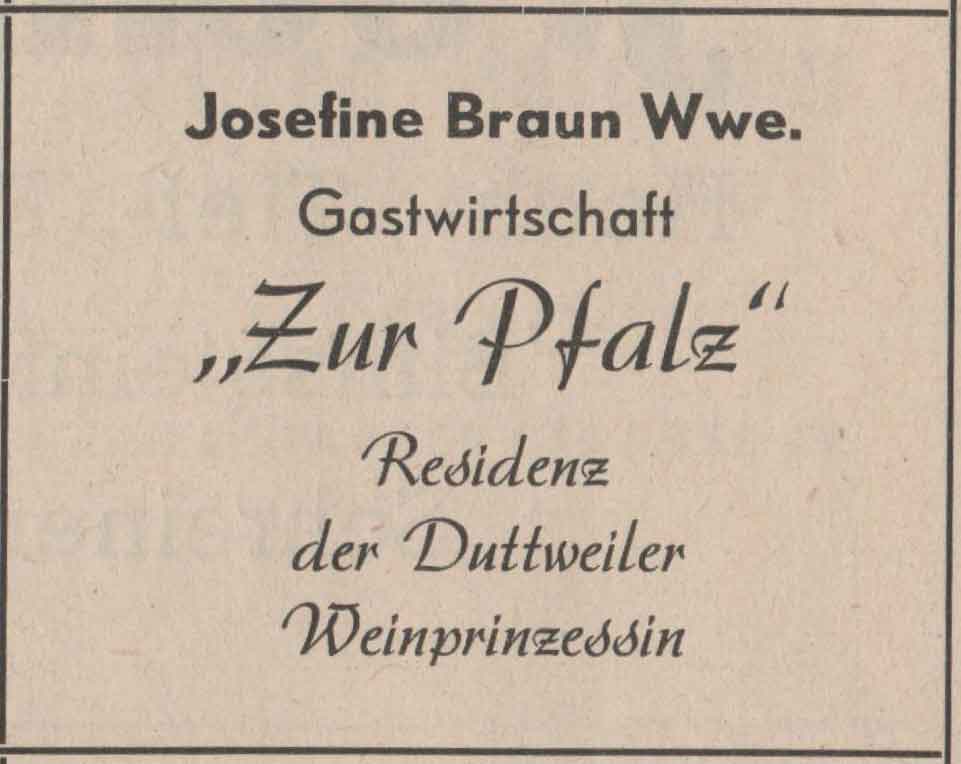 Josefine Braun Wwe.
Gastwirtschaft
„Zur Pfalz“
Residenz
der Duttweiler
Weinprinzessin